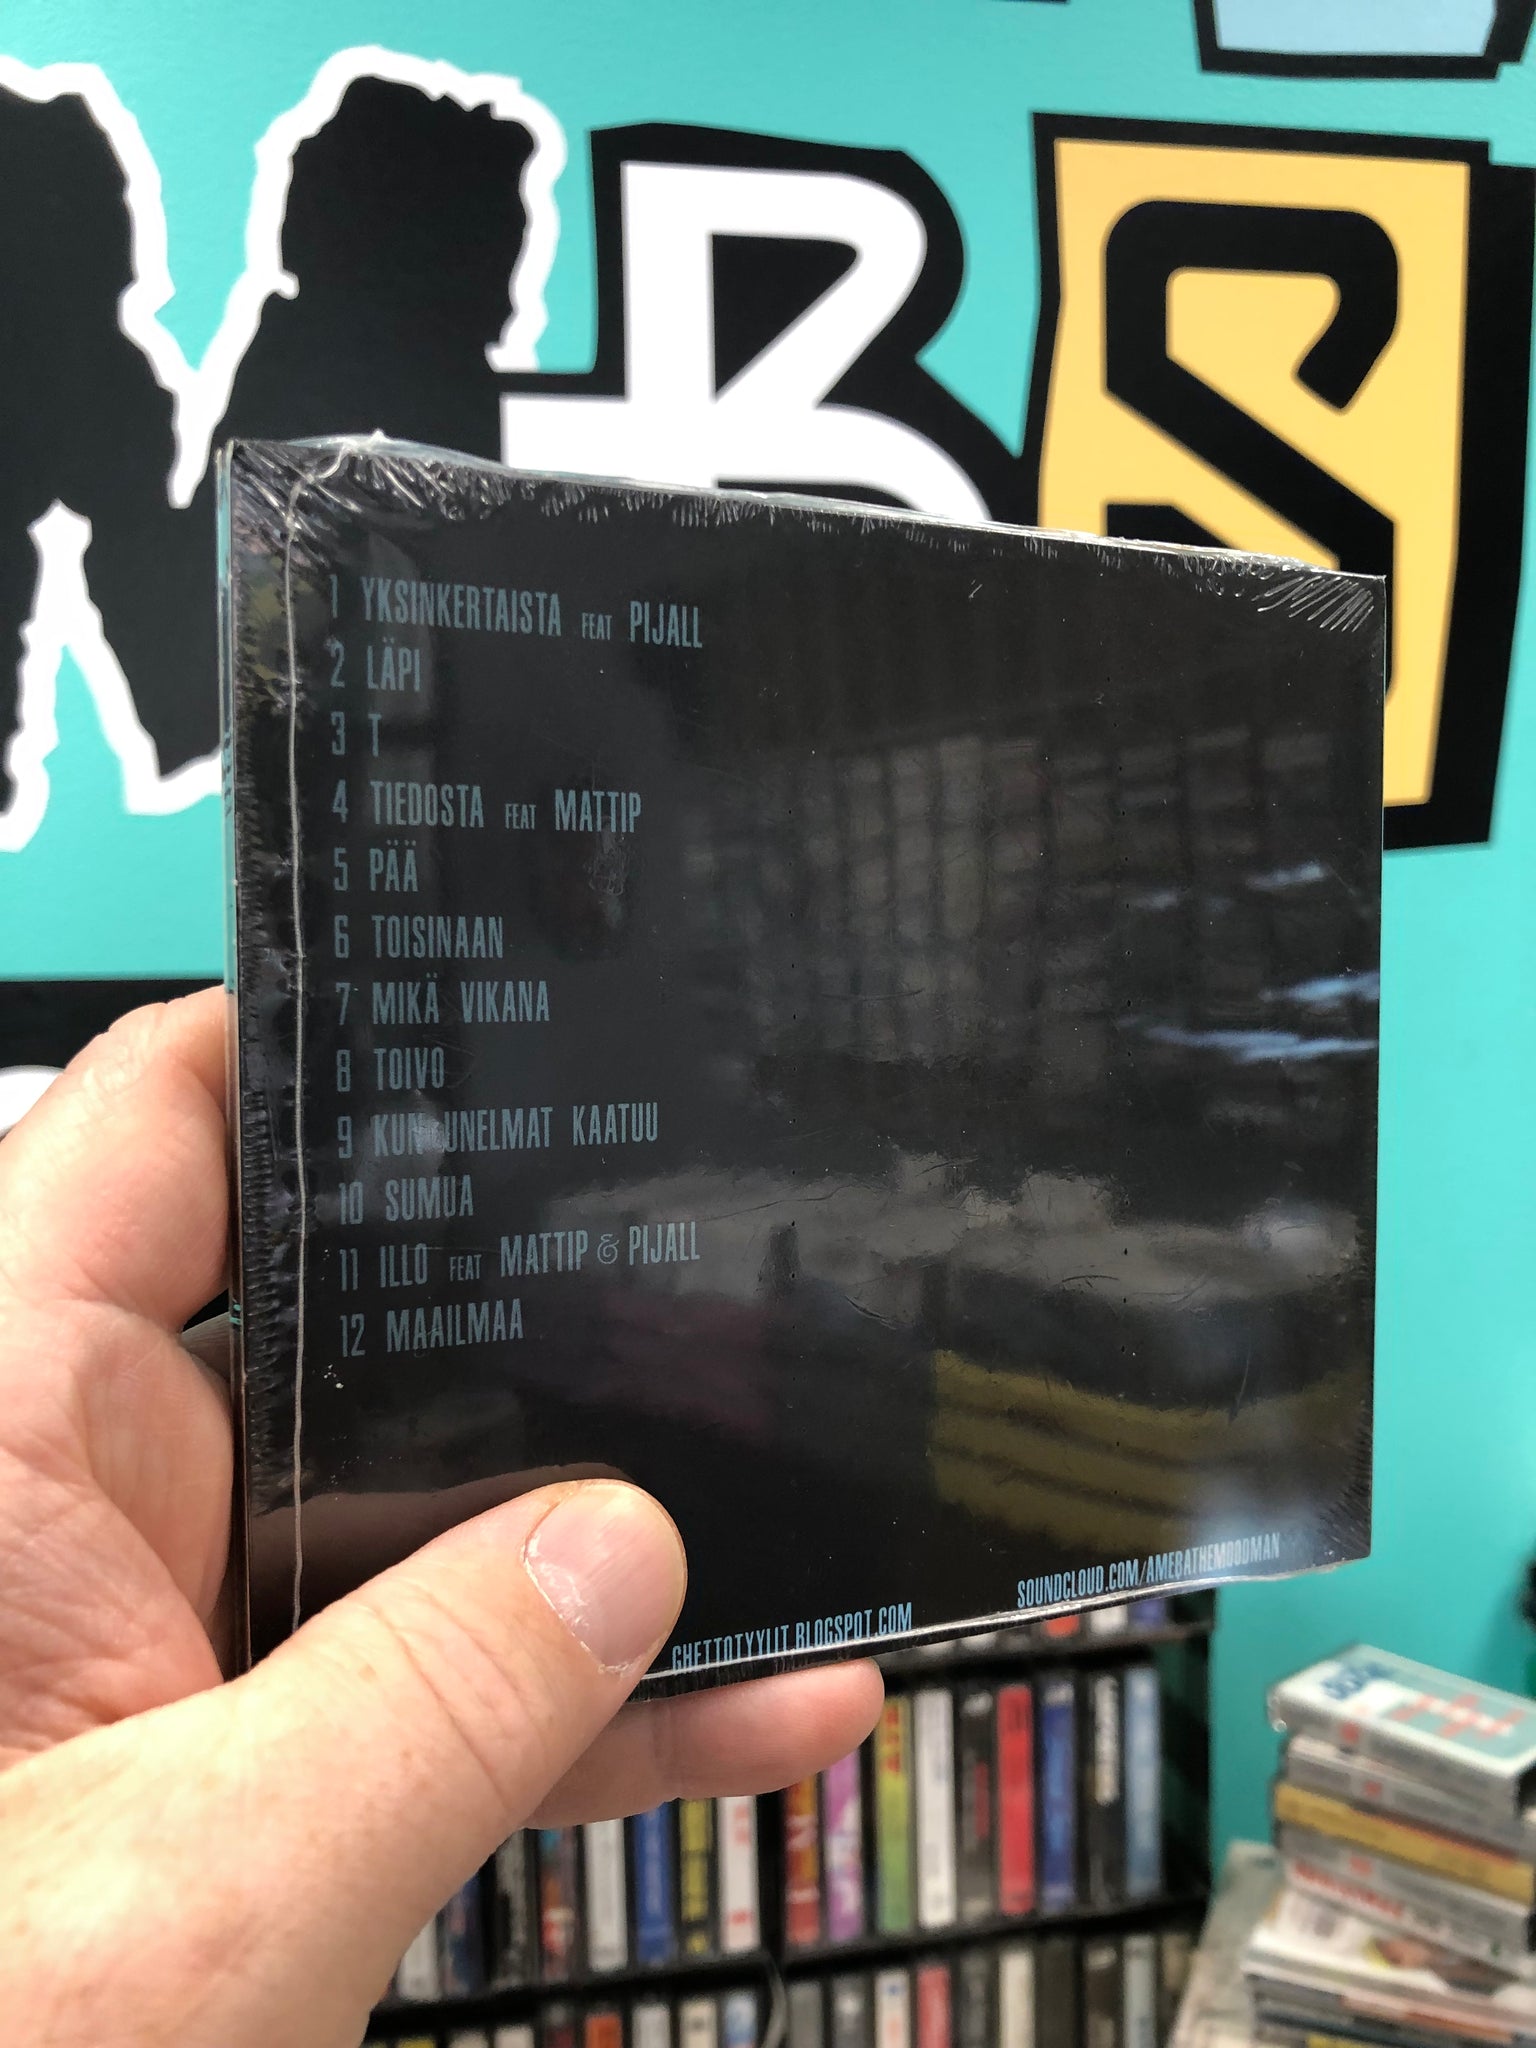 BS
1 YKSINKERTAISTA FEAT PIJALL
2 LÄPI
3 T
4 TIEDOSTA FEAT MATTIP
5 PÄÄ
6 TOISINAAN
7 MIKÄ VIKANA
8 TOIVO
9 KUN UNELMAT KAATUU
10 SUMUA
11 ILLO FEAT MATTIP & PIJALL
12 MAAILMAA
GHETTOTYYLIT.BLOGSPOT.COM
SOUNDCLOUD.COM/AMEBATHEMOODMAN